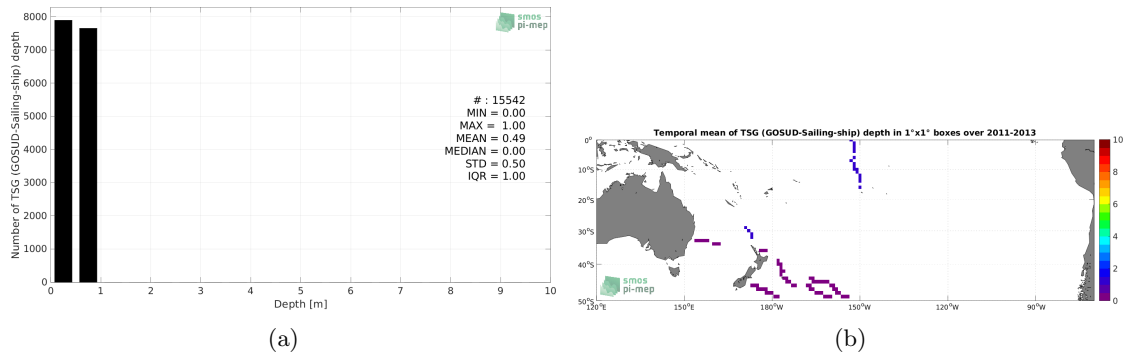 8000
7000
6000
5000
4000
3000
2000
1000
0
Number of TSG (GOSUD-Sailing-ship) depth
smos
pi-mep
# : 15542
MIN = 0.00
MAX = 1.00
MEAN = 0.49
MEDIAN = 0.00
STD = 0.50
IQR = 1.00
0 1 2 3 4 5 6 7 8 9 10
Depth [m]
(a)
Temporal mean of TSG (GOSUD-Sailing-ship) depth in 1°x1° boxes over 2011-2013
0°
10°S
20°S
30°S
40°S
50°S
120°E 150°E 180°W 150°W 120°W 90°W
smos
pi-mep
10
8
6
4
2
0
(b)